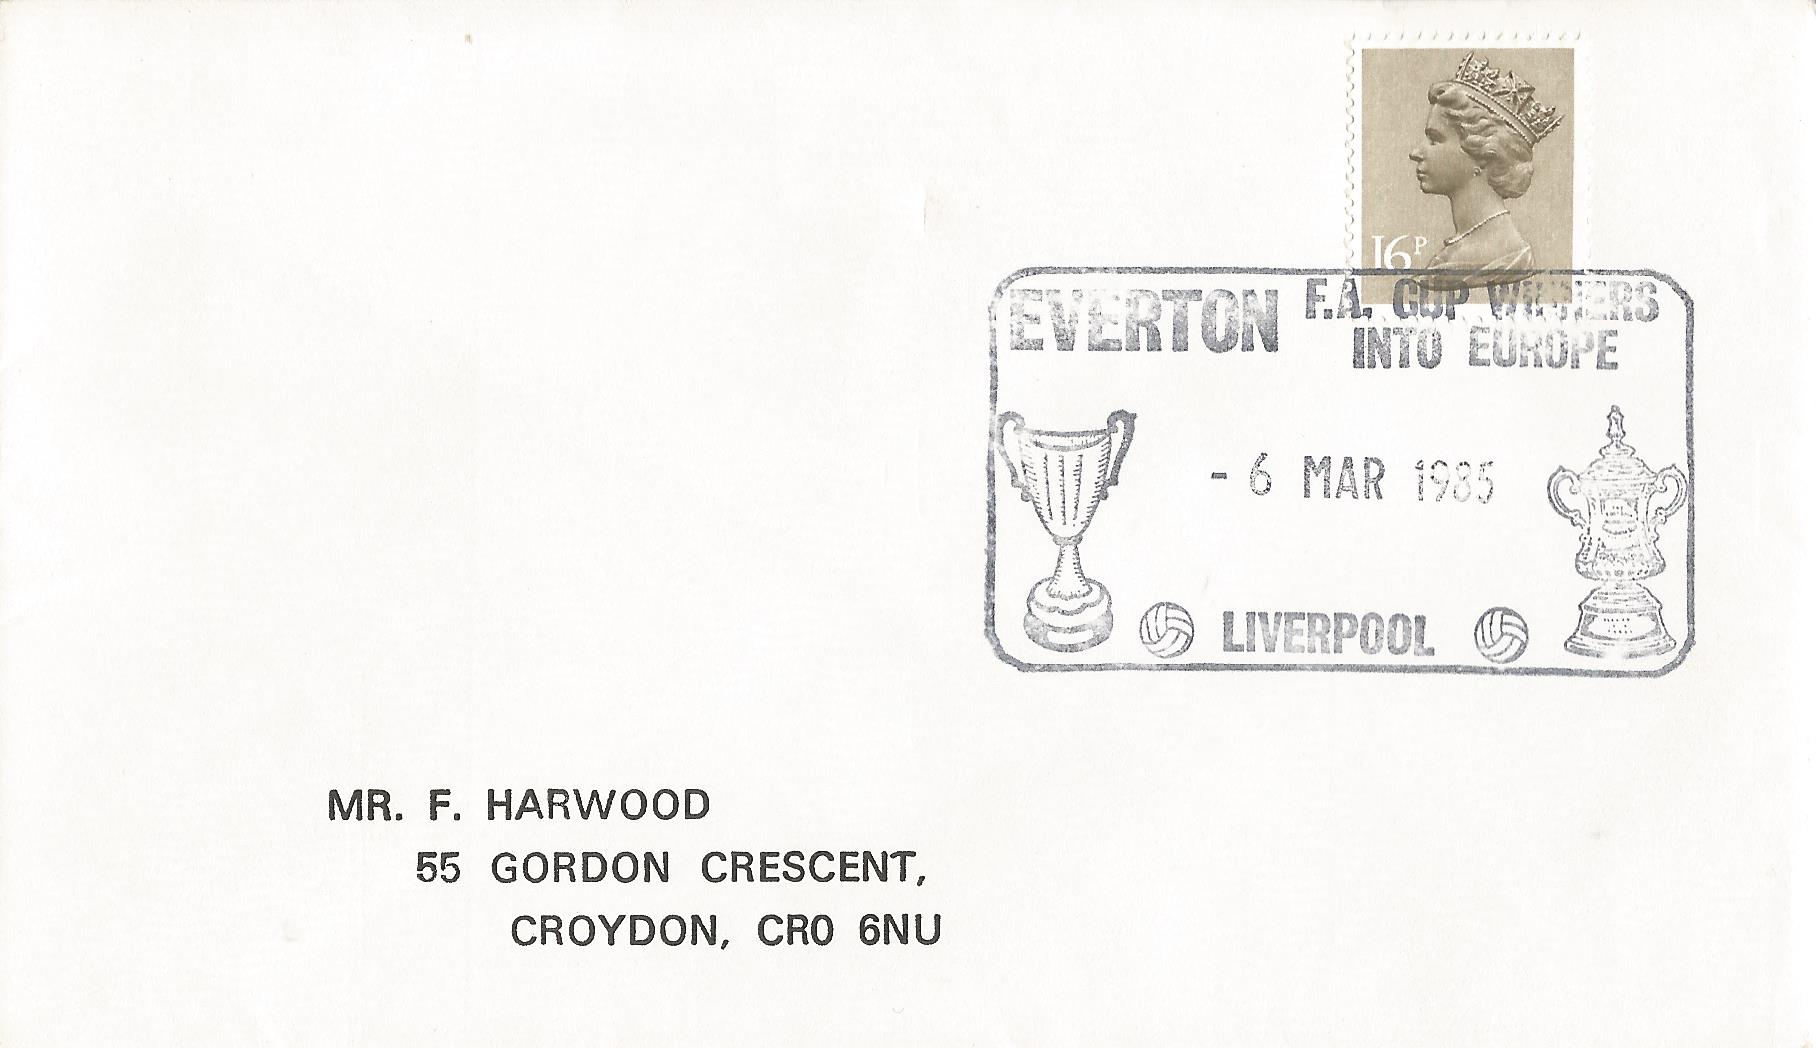 16P
EVERTON F.A. CUP WINNERS
INTO EUROPE
- 6 MAR 1985
LIVERPOOL
MR. F. HARWOOD
55 GORDON CRESCENT,
CROYDON, CR0 6NU